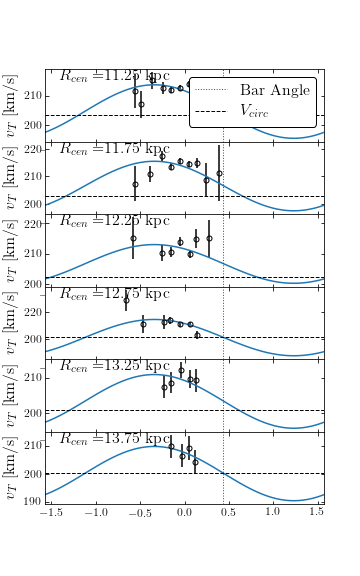 R_cen =11.25 kpc
Bar Angle
V_circ
210
200
v_T [km/s]
R_cen =11.75 kpc
220
210
200
v_T [km/s]
R_cen =12.25 kpc
220
210
200
v_T [km/s]
R_cen =12.75 kpc
220
200
v_T [km/s]
R_cen =13.25 kpc
210
200
v_T [km/s]
R_cen =13.75 kpc
210
200
190
v_T [km/s]
−1.5 −1.0 −0.5 0.0 0.5 1.0 1.5